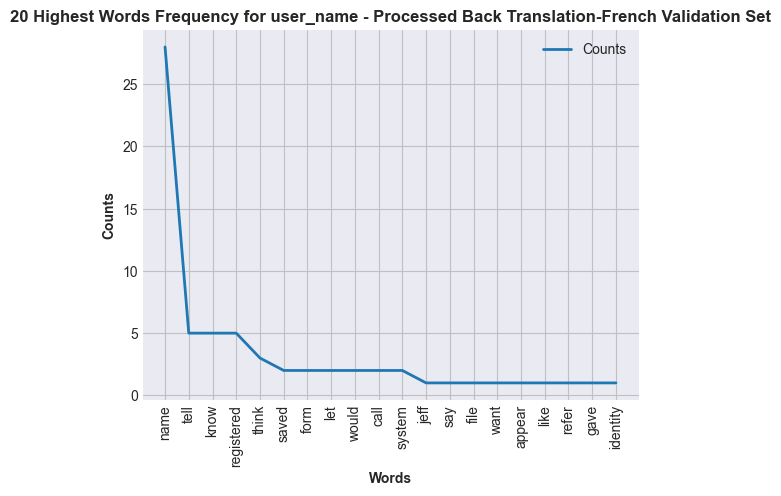 20 Highest Words Frequency for user_name - Processed Back Translation-French Validation Set
Counts
25
20
15
10
5
0
Counts
name
tell
know
registered
think
saved
form
let
would
call
system
jeff
say
file
want
appear
like
refer
gave
identity
Words